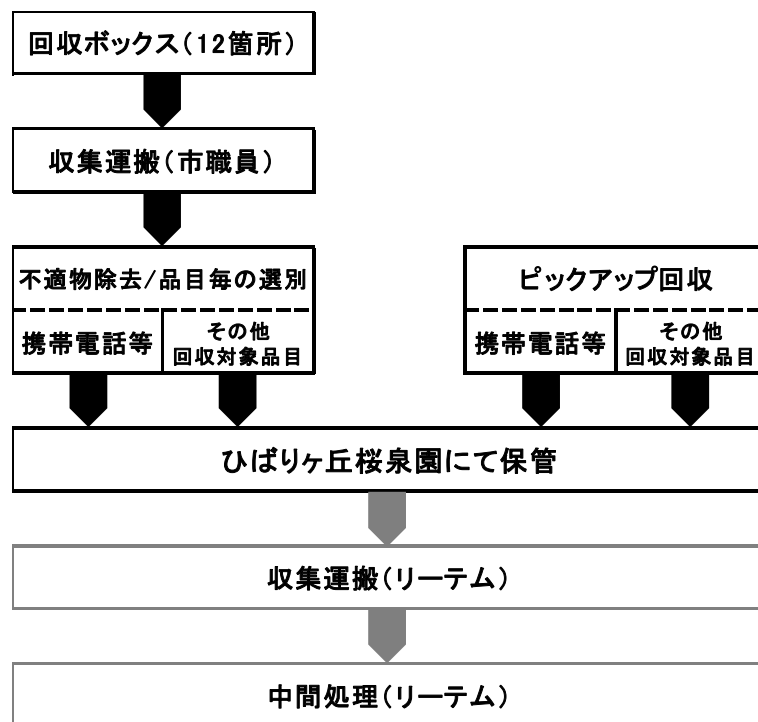 回収ボックス（12箇所）
収集運搬（市職員）
不適物除去/品目毎の選別
携帯電話等
その他
回収対象品目
ピックアップ回収
携帯電話等
その他
回収対象品目
ひばりヶ丘桜泉園にて保管
収集運搬（リーテム）
中間処理（リーテム）